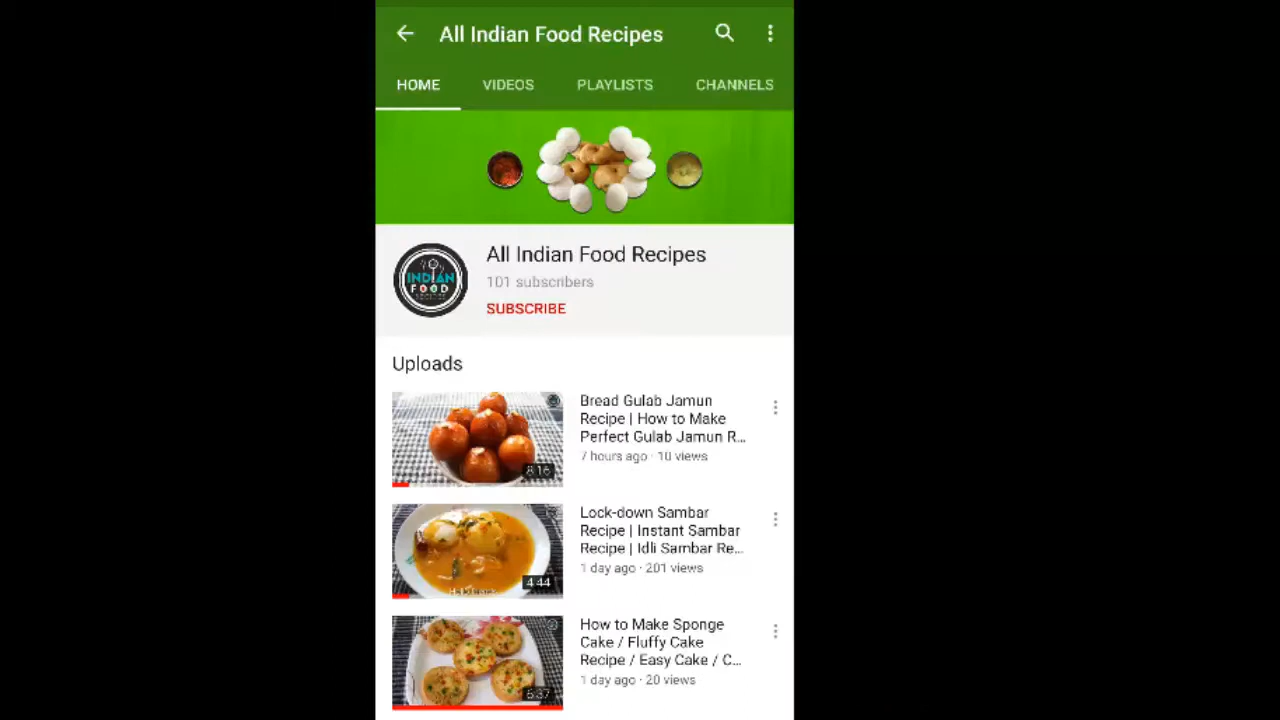 All Indian Food Recipes
HOME VIDEOS PLAYLISTS CHANNELS
All Indian Food Recipes
101 subscribers
SUBSCRIBE
INDIAN
FOOD
Uploads
Bread Gulab Jamun
Recipe | How to Make
Perfect Gulab Jamun R...
7 hours ago · 10 views
8:16
Lock-down Sambar
Recipe | Instant Sambar
Recipe | Idli Sambar Re...
1 day ago · 201 views
4:44
How to Make Sponge
Cake / Fluffy Cake
Recipe / Easy Cake / C...
1 day ago · 20 views
6:37